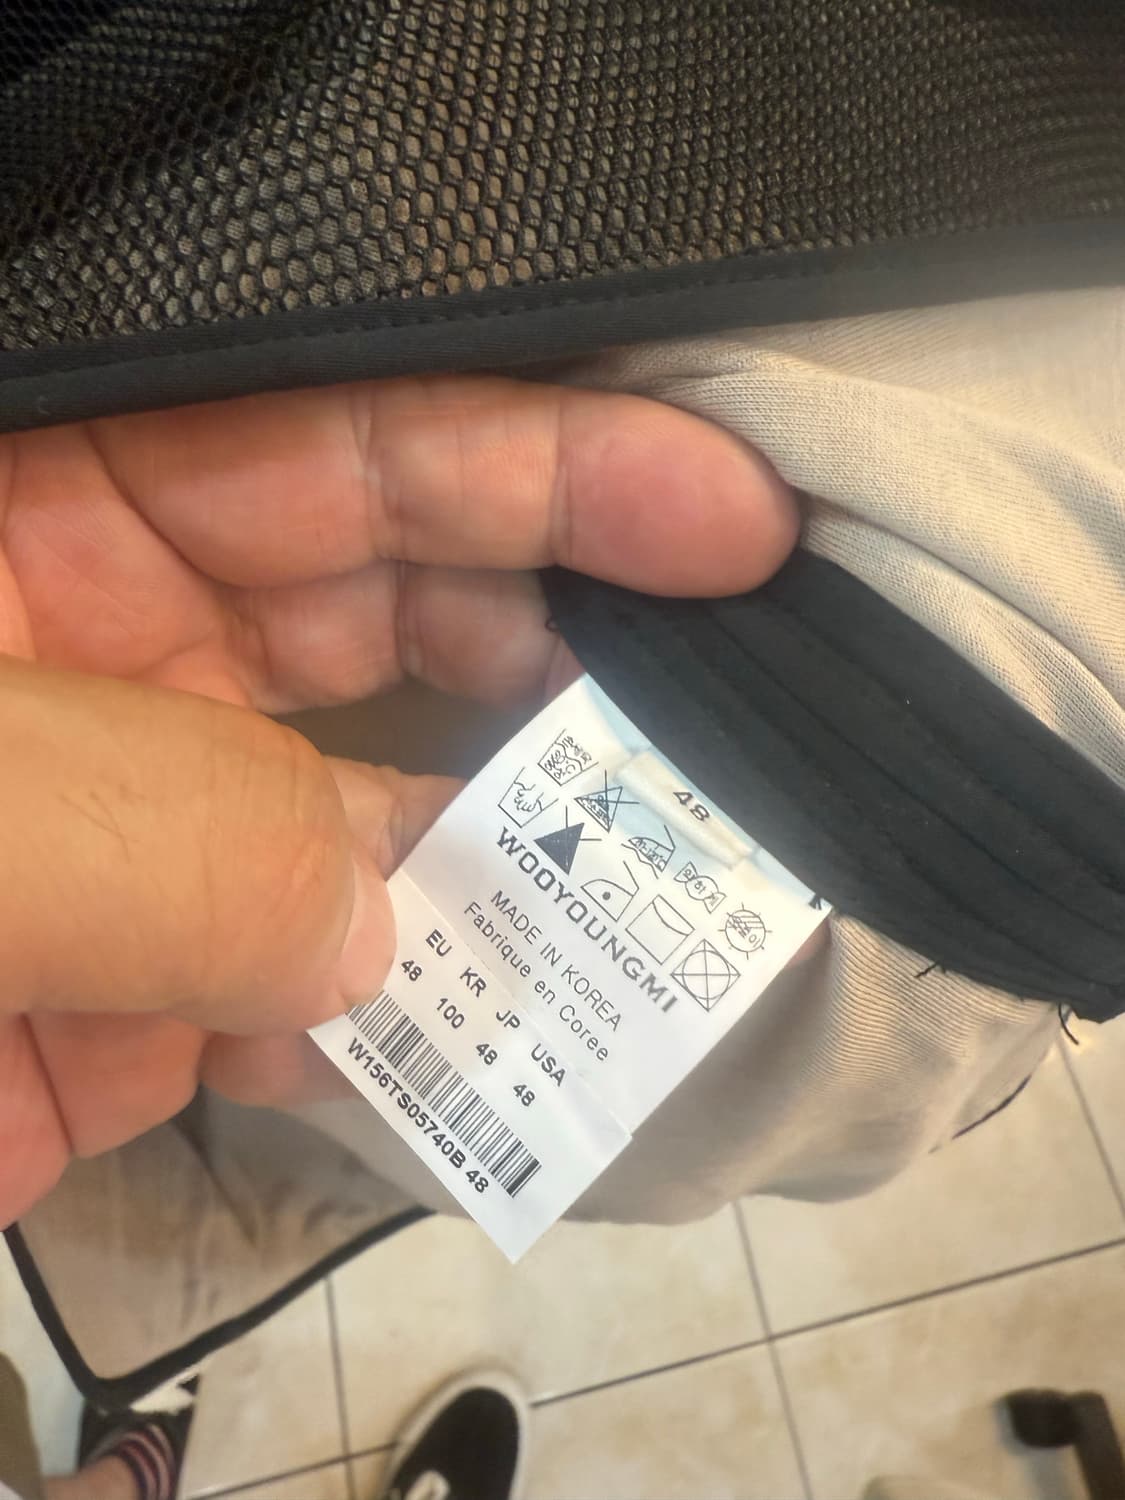 48
WOOYOUNGMI
MADE IN KOREA
Fabrique en Coree
EU KR JP USA
48 100 48 48
W156TS05740B 48